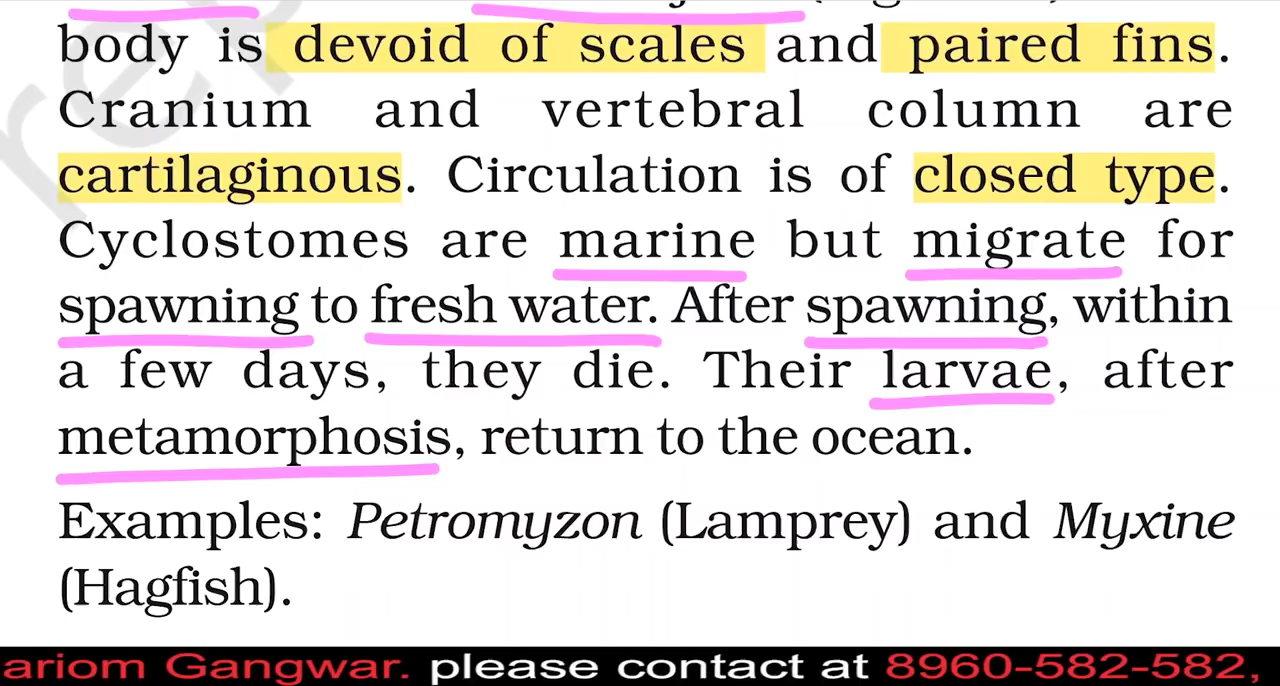 body is devoid of scales and paired fins.
Cranium and vertebral column are
cartilaginous. Circulation is of closed type.
Cyclostomes are marine but migrate for
spawning to fresh water. After spawning, within
a few days, they die. Their larvae, after
metamorphosis, return to the ocean.
Examples: Petromyzon (Lamprey) and Myxine
(Hagfish).
ariom Gangwar. please contact at 8960-582-582,